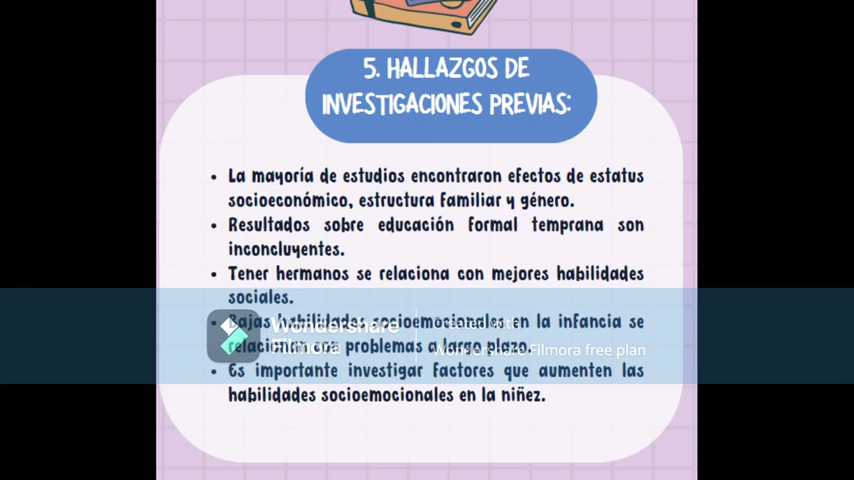 5. HALLAZGOS DE
INVESTIGACIONES PREVIAS:
• La mayoría de estudios encontraron efectos de estatus
socioeconómico, estructura familiar y género.
• Resultados sobre educación formal temprana son
inconcluyentes.
• Tener hermanos se relaciona con mejores habilidades
sociales.
• Bajas habilidades socioemocionales en la infancia se
relacionan con problemas a largo plazo.
• Es importante investigar factores que aumenten las
habilidades socioemocionales en la niñez.
Wondershare
Filmora
Created with
Wondershare Filmora free plan